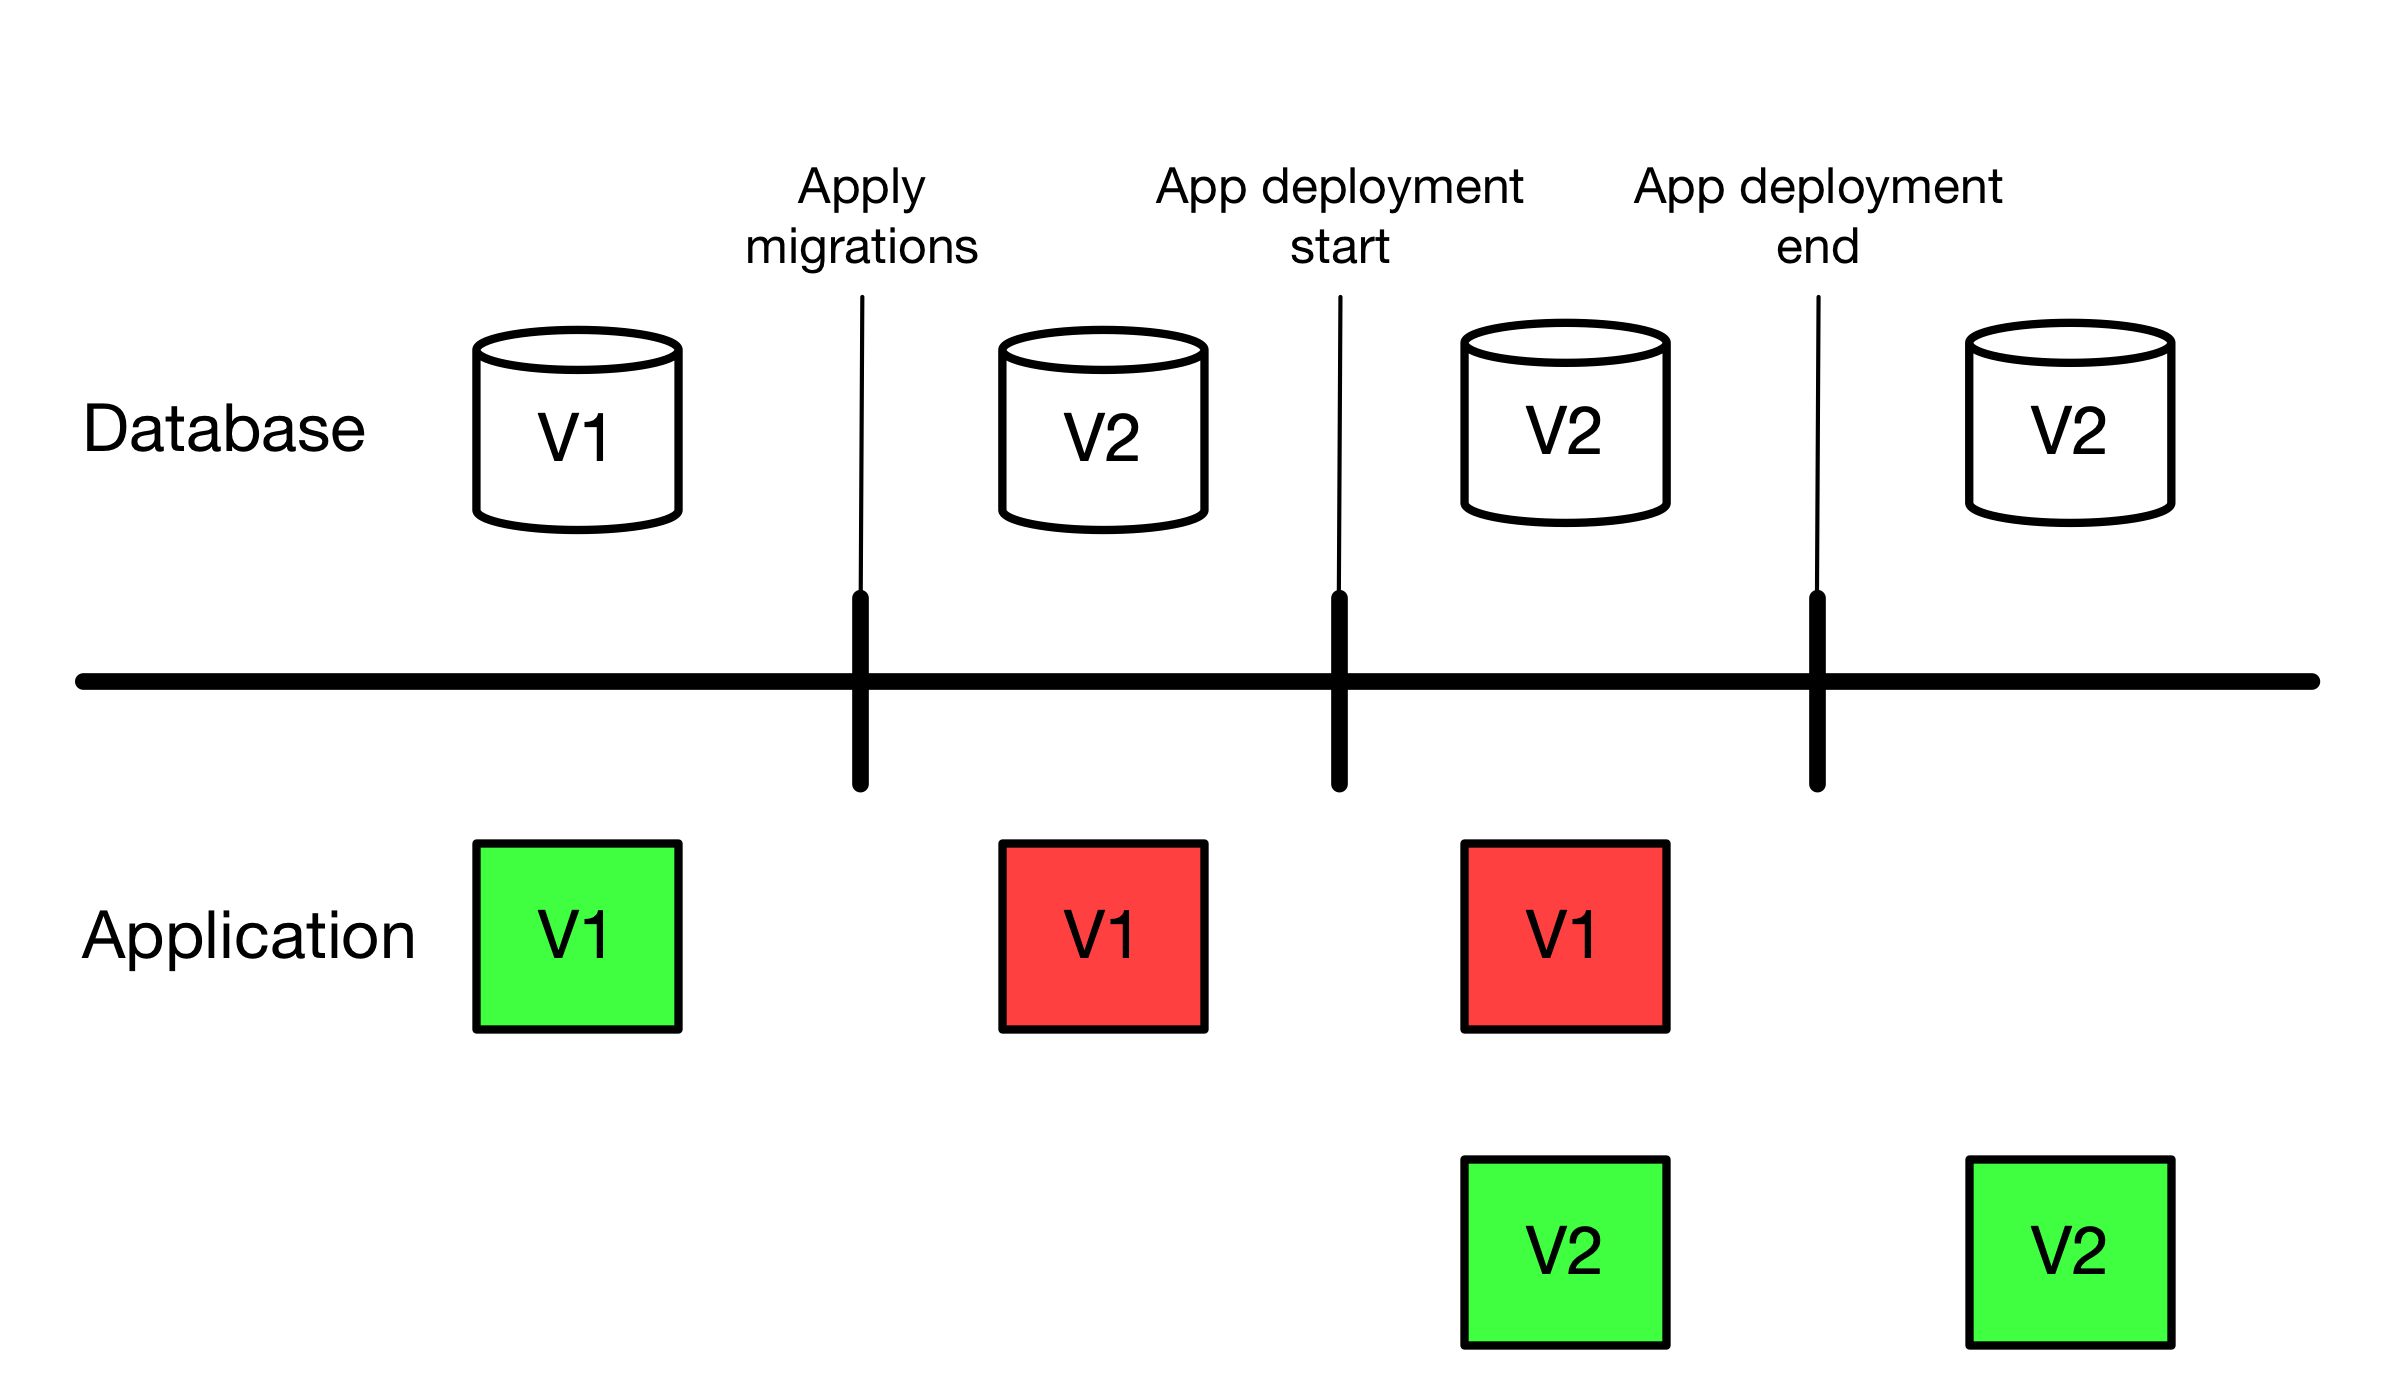 Apply
migrations
App deployment
start
App deployment
end
Database
V1
V2
V2
V2
Application
V1
V1
V1
V2
V2